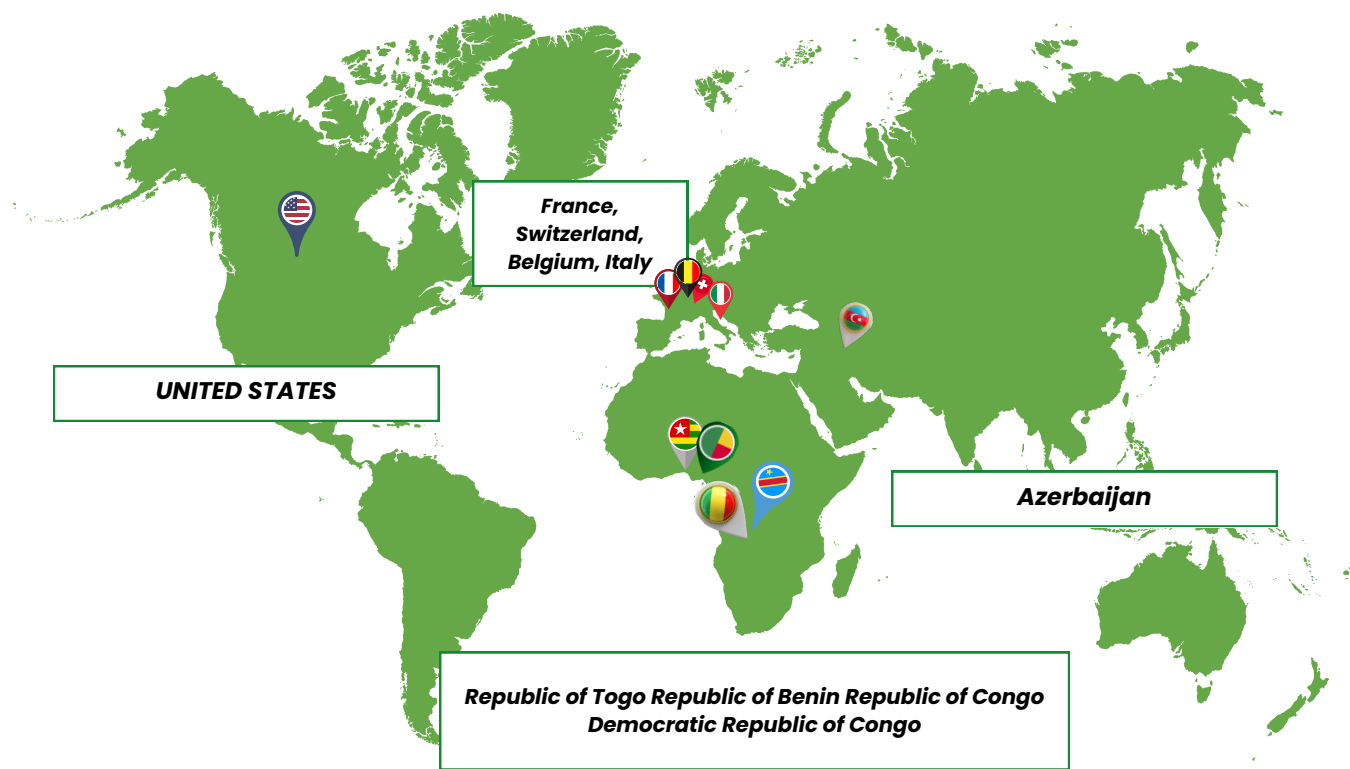 France,
Switzerland,
Belgium, Italy
UNITED STATES
Azerbaijan
Republic of Togo Republic of Benin Republic of Congo
Democratic Republic of Congo